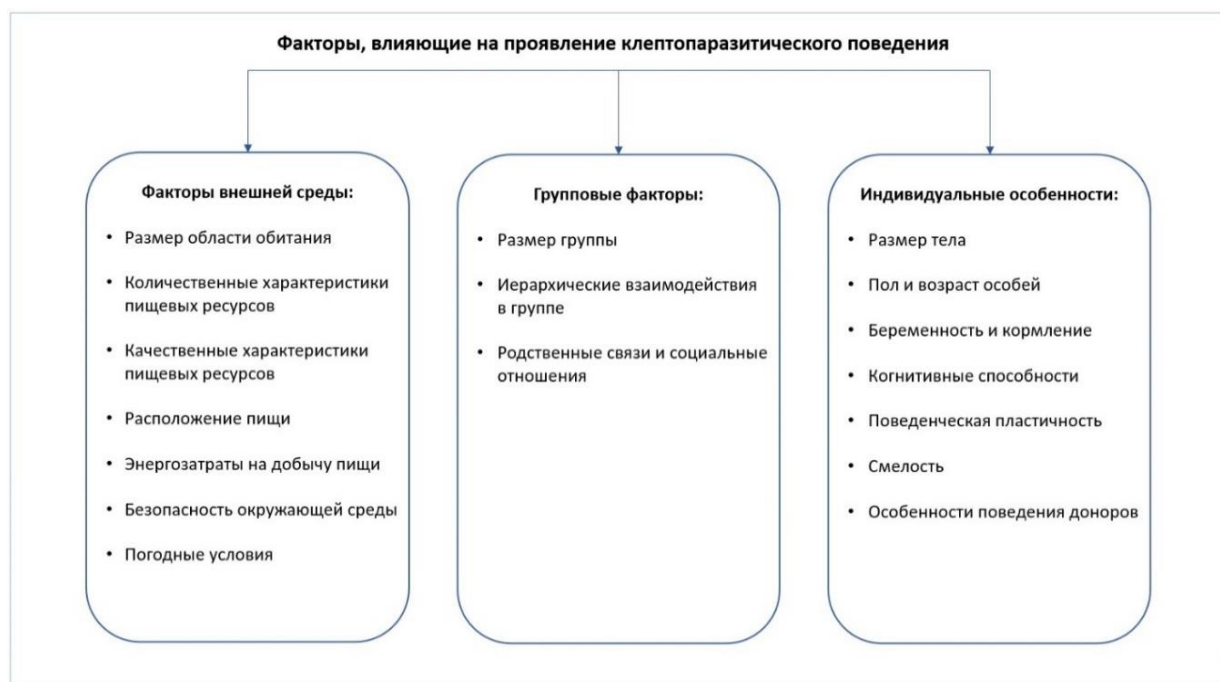 Факторы, влияющие на проявление клептопаразитического поведения
Факторы внешней среды:
• Размер области обитания
• Количественные характеристики
пищевых ресурсов
• Качественные характеристики
пищевых ресурсов
• Расположение пищи
• Энергозатраты на добычу пищи
• Безопасность окружающей среды
• Погодные условия
Групповые факторы:
• Размер группы
• Иерархические взаимодействия
в группе
• Родственные связи и социальные
отношения
Индивидуальные особенности:
• Размер тела
• Пол и возраст особей
• Беременность и кормление
• Когнитивные способности
• Поведенческая пластичность
• Смелость
• Особенности поведения доноров